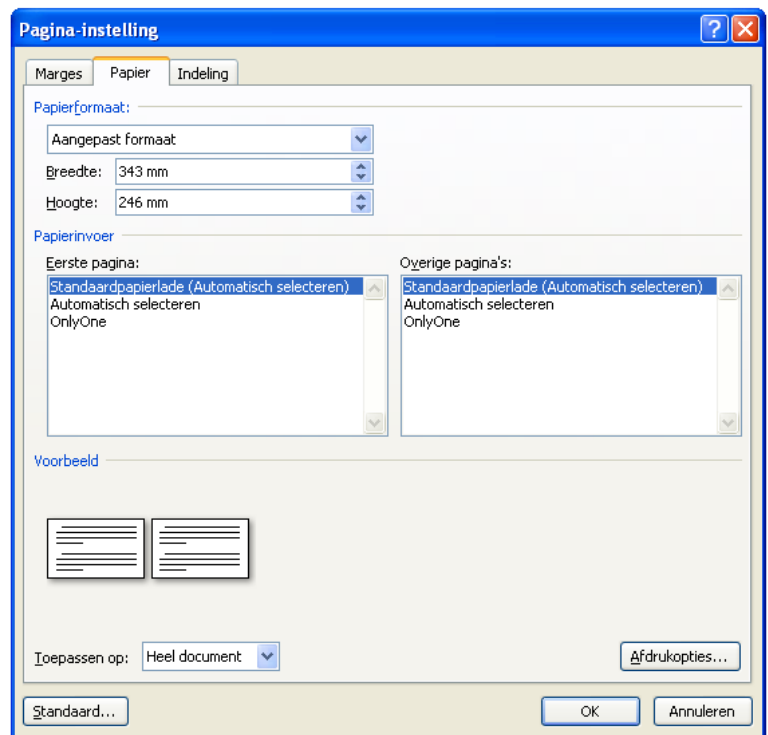 Pagina-instelling
Marges Papier Indeling
Papierformaat:
Aangepast formaat
Breedte: 343 mm
Hoogte: 246 mm
Papierinvoer
Eerste pagina: Overige pagina's:
Standaardpapierlade (Automatisch selecteren) Standaardpapierlade (Automatisch selecteren)
Automatisch selecteren Automatisch selecteren
OnlyOne OnlyOne
Voorbeeld
Toepassen op: Heel document Afdrukopties...
Standaard... OK Annuleren